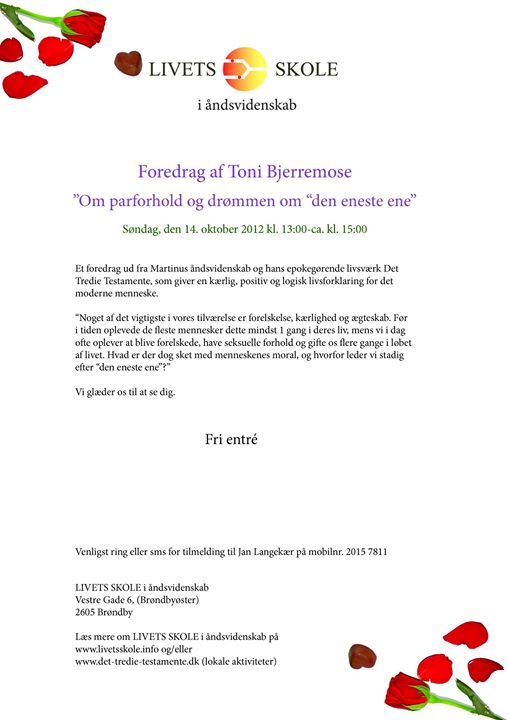 LIVETS SKOLE
i åndsvidenskab
Foredrag af Toni Bjerremose
”Om parforhold og drømmen om “den eneste ene”
Søndag, den 14. oktober 2012 kl. 13:00-ca. kl. 15:00
Et foredrag ud fra Martinus åndsvidenskab og hans epokegørende livsværk Det
Tredie Testamente, som giver en kærlig, positiv og logisk livsforklaring for det
moderne menneske.
“Noget af det vigtigste i vores tilværelse er forelskelse, kærlighed og ægteskab. Før
i tiden oplevede de fleste mennesker dette mindst 1 gang i deres liv, mens vi i dag
ofte oplever at blive forelskede, have seksuelle forhold og gifte os flere gange i løbet
af livet. Hvad er der dog sket med menneskenes moral, og hvorfor leder vi stadig
efter “den eneste ene”?”
Vi glæder os til at se dig.
Fri entré
Venligst ring eller sms for tilmelding til Jan Langekær på mobilnr. 2015 7811
LIVETS SKOLE i åndsvidenskab
Vestre Gade 6, (Brøndbyøster)
2605 Brøndby
Læs mere om LIVETS SKOLE i åndsvidenskab på
www.livetsskole.info og/eller
www.det-tredie-testamente.dk (lokale aktiviteter)